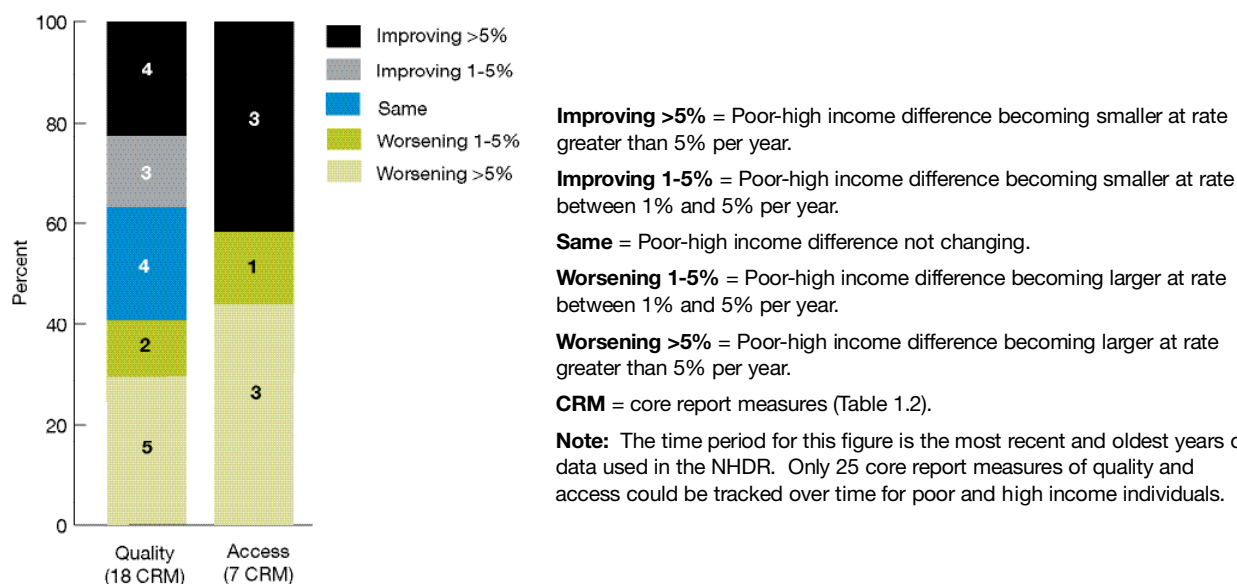 100
80
60
40
20
0
Percent
4
3
4
2
5
3
1
3
Quality
(18 CRM)
Access
(7 CRM)
Improving >5%
Improving 1-5%
Same
Worsening 1-5%
Worsening >5%
Improving >5% = Poor-high income difference becoming smaller at rate
greater than 5% per year.
Improving 1-5% = Poor-high income difference becoming smaller at rate
between 1% and 5% per year.
Same = Poor-high income difference not changing.
Worsening 1-5% = Poor-high income difference becoming larger at rate
between 1% and 5% per year.
Worsening >5% = Poor-high income difference becoming larger at rate
greater than 5% per year.
CRM = core report measures (Table 1.2).
Note: The time period for this figure is the most recent and oldest years
data used in the NHDR. Only 25 core report measures of quality and
access could be tracked over time for poor and high income individuals.